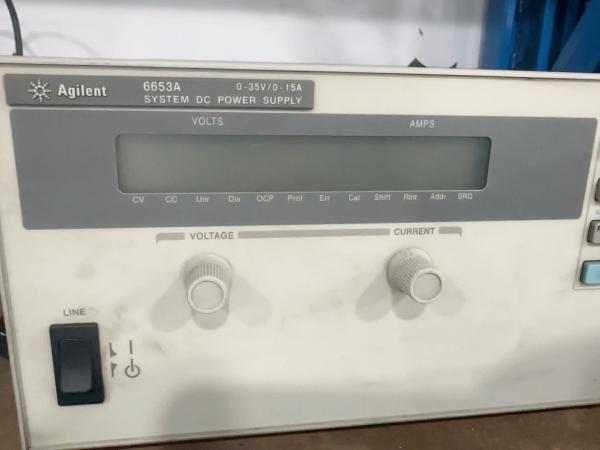 Agilent 6653A 0-35V/0-15A
SYSTEM DC POWER SUPPLY
VOLTS AMPS
CV CC Unr Dis OCP Prot Err Cal Shift Rmt Addr SRQ
VOLTAGE CURRENT
LINE